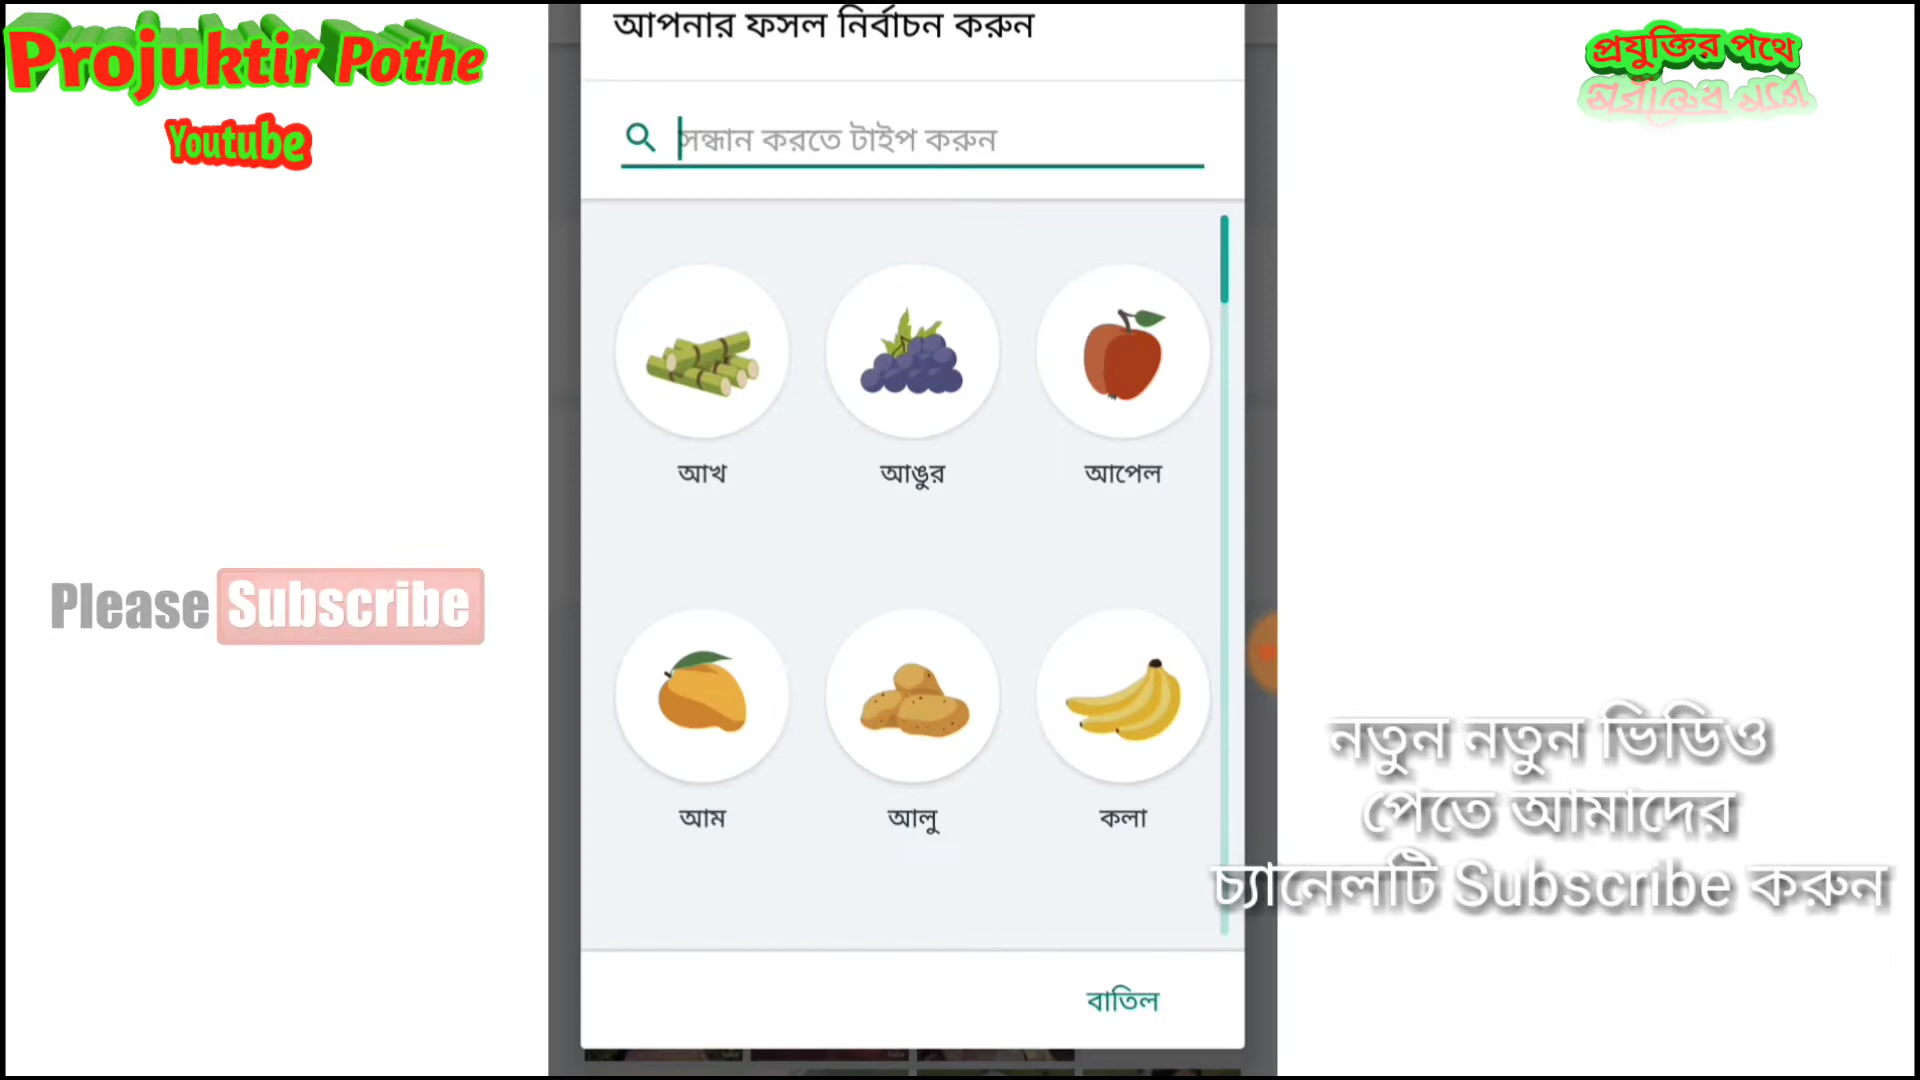 Projuktir Pothe
Youtube
প্রযুক্তির পথে
আপনার ফসল নির্বাচন করুন
সন্ধান করতে টাইপ করুন
আখ
আঙুর
আপেল
Please Subscribe
আম
আলু
কলা
নতুন নতুন ভিডিও
পেতে আমাদের
চ্যানেলটি Subscribe করুন
বাতিল